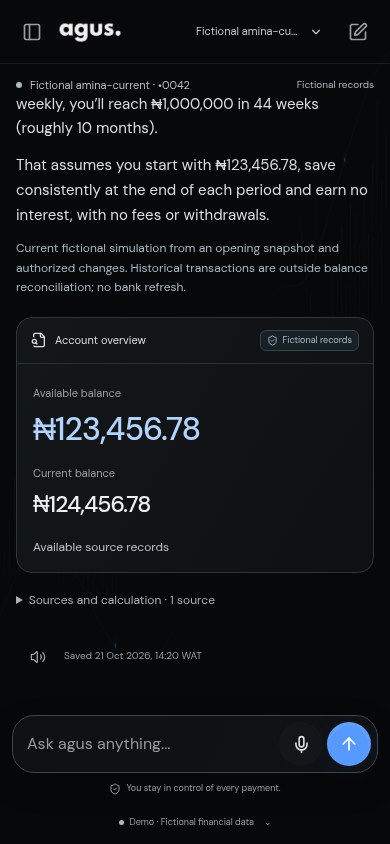 agus.
Fictional amina-cu...
Fictional amina-current · •0042
Fictional records
weekly, you’ll reach ₦1,000,000 in 44 weeks
(roughly 10 months).
That assumes you start with ₦123,456.78, save
consistently at the end of each period and earn no
interest, with no fees or withdrawals.
Current fictional simulation from an opening snapshot and
authorized changes. Historical transactions are outside balance
reconciliation; no bank refresh.
Account overview
Fictional records
Available balance
₦123,456.78
Current balance
₦124,456.78
Available source records
Sources and calculation · 1 source
Saved 21 Oct 2026, 14:20 WAT
Ask agus anything...
You stay in control of every payment.
Demo · Fictional financial data